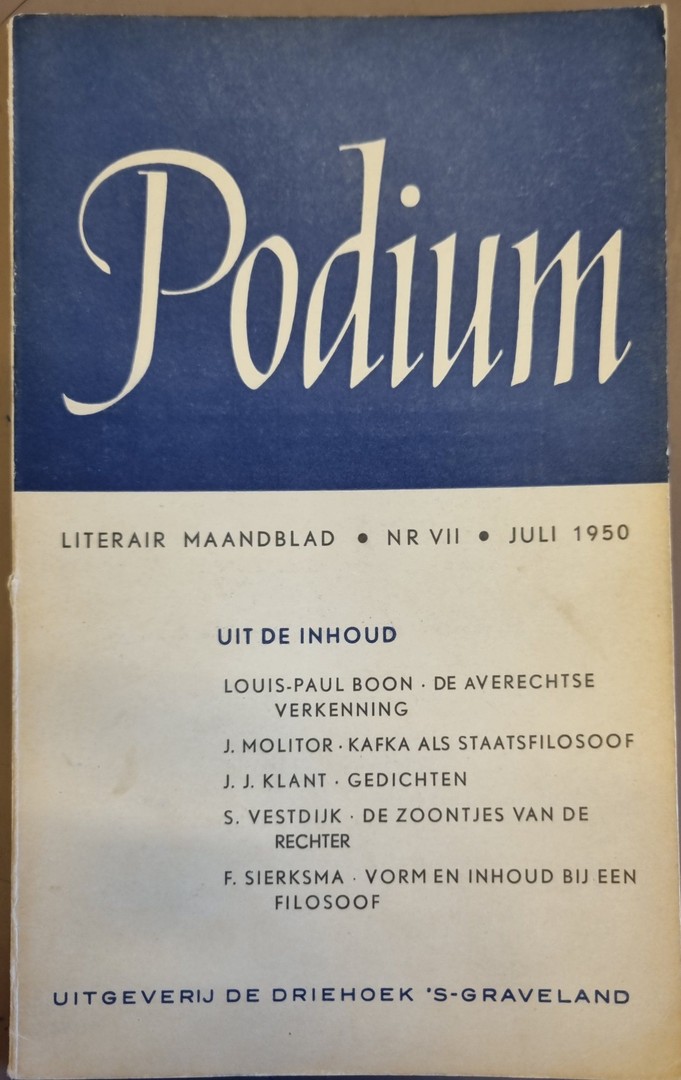 Podium
LITERAIR MAANDBLAD • NR VII • JULI 1950
UIT DE INHOUD
LOUIS-PAUL BOON · DE AVERECHTSE
VERKENNING
J. MOLITOR · KAFKA ALS STAATSFILOSOOF
J. J. KLANT · GEDICHTEN
S. VESTDIJK · DE ZOONTJES VAN DE
RECHTER
F. SIERKSMA · VORM EN INHOUD BIJ EEN
FILOSOOF
UITGEVERIJ DE DRIEHOEK 'S-GRAVELAND